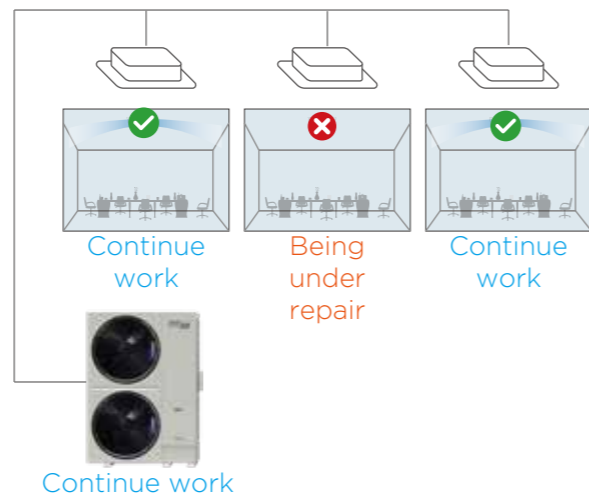 Continue
work
Being
under
repair
Continue
work
Continue work